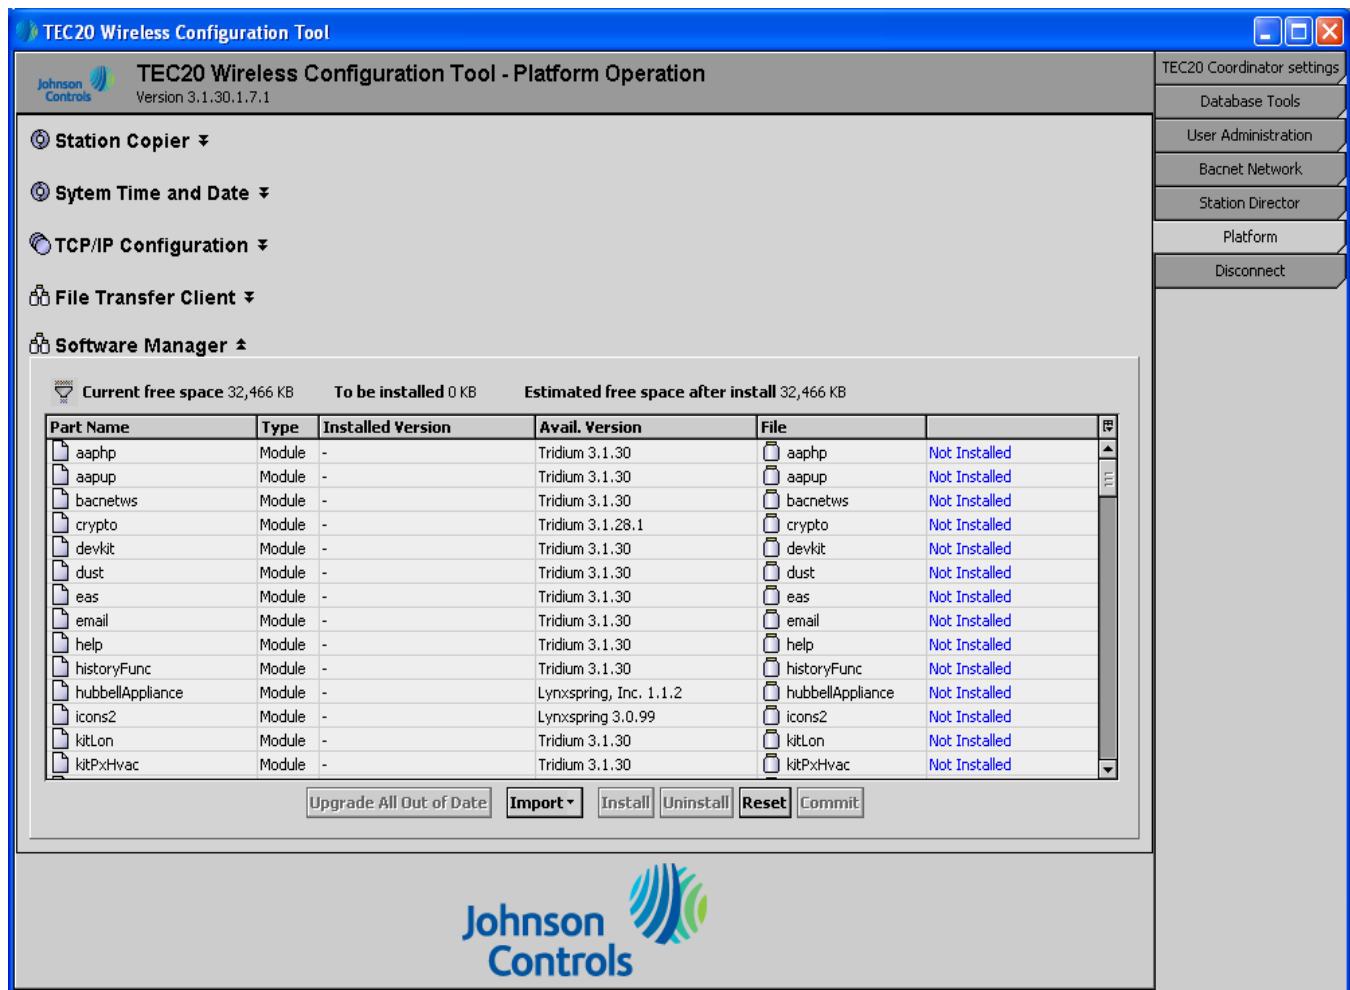 TEC20 Wireless Configuration Tool
Johnson Controls
TEC20 Wireless Configuration Tool - Platform Operation
Version 3.1.30.1.7.1
TEC20 Coordinator settings
Database Tools
User Administration
Bacnet Network
Station Director
Platform
Disconnect
Station Copier
Sytem Time and Date
TCP/IP Configuration
File Transfer Client
Software Manager
Current free space 32,466 KB To be installed 0 KB Estimated free space after install 32,466 KB
Part Name Type Installed Version Avail. Version File
aaphp Module - Tridium 3.1.30 aaphp Not Installed
aapup Module - Tridium 3.1.30 aapup Not Installed
bacnetws Module - Tridium 3.1.30 bacnetws Not Installed
crypto Module - Tridium 3.1.28.1 crypto Not Installed
devkit Module - Tridium 3.1.30 devkit Not Installed
dust Module - Tridium 3.1.30 dust Not Installed
eas Module - Tridium 3.1.30 eas Not Installed
email Module - Tridium 3.1.30 email Not Installed
help Module - Tridium 3.1.30 help Not Installed
historyFunc Module - Tridium 3.1.30 historyFunc Not Installed
hubbellAppliance Module - Lynxspring, Inc. 1.1.2 hubbellAppliance Not Installed
icons2 Module - Lynxspring 3.0.99 icons2 Not Installed
kitLon Module - Tridium 3.1.30 kitLon Not Installed
kitPxHvac Module - Tridium 3.1.30 kitPxHvac Not Installed
Upgrade All Out of Date Import Install Uninstall Reset Commit
Johnson
Controls